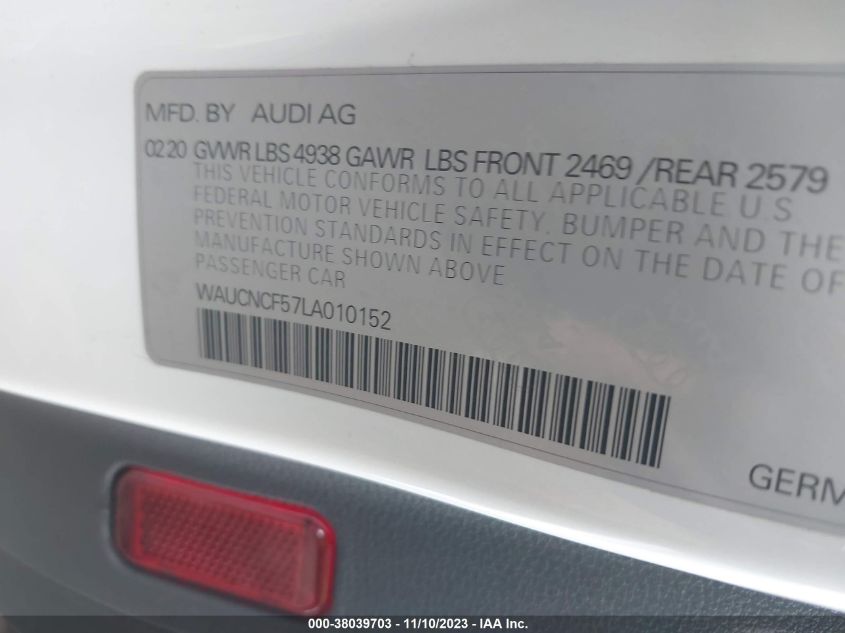 MFD. BY AUDI AG
02 20 GVWR LBS 4938 GAWR LBS FRONT 2469 /REAR 2579
THIS VEHICLE CONFORMS TO ALL APPLICABLE U.S
FEDERAL MOTOR VEHICLE SAFETY, BUMPER AND THE
PREVENTION STANDARDS IN EFFECT ON THE DATE OF
MANUFACTURE SHOWN ABOVE
PASSENGER CAR
WAUCNCF57LA010152
GERM
000-38039703 - 11/10/2023 - IAA Inc.